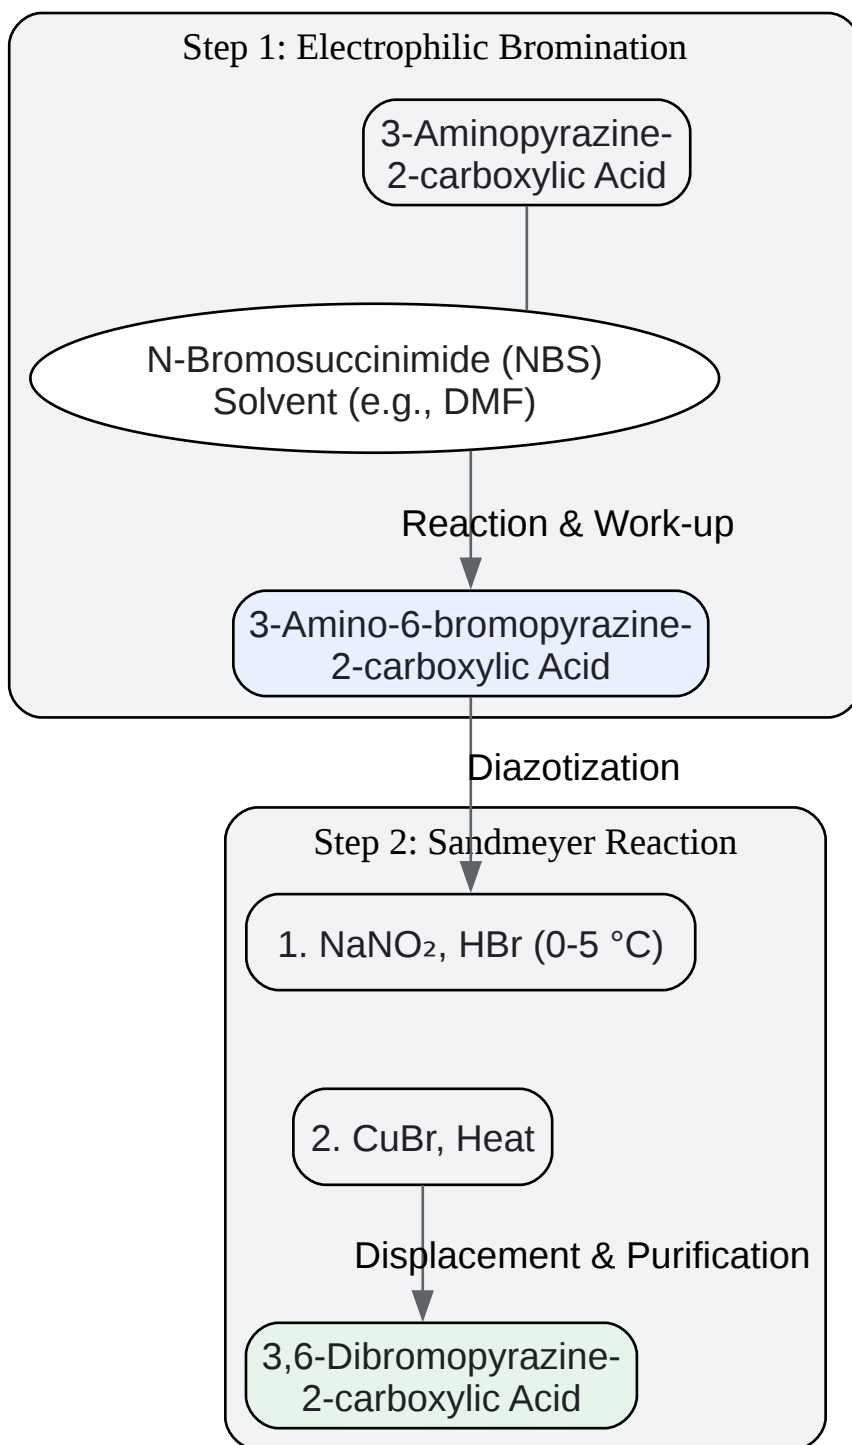 Step 1: Electrophilic Bromination
3-Aminopyrazine-
2-carboxylic Acid
N-Bromosuccinimide (NBS)
Solvent (e.g., DMF)
Reaction & Work-up
3-Amino-6-bromopyrazine-
2-carboxylic Acid
Diazotization
Step 2: Sandmeyer Reaction
1. NaNO₂, HBr (0-5 °C)
2. CuBr, Heat
Displacement & Purification
3,6-Dibromopyrazine-
2-carboxylic Acid